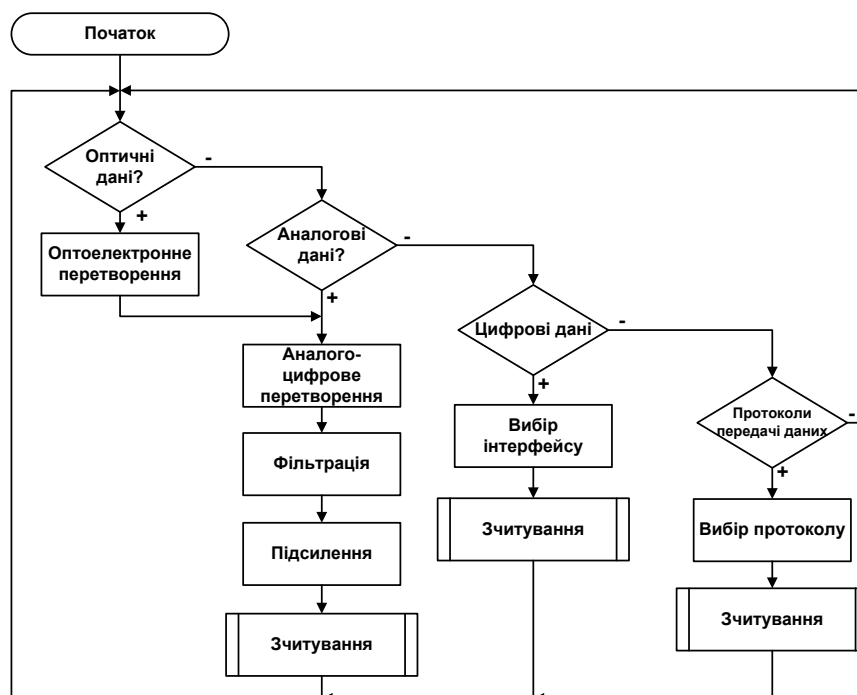 Початок
Оптичні
дані?
-
+
Оптоелектронне
перетворення
Аналогові
дані?
-
+
Аналого-
цифрове
перетворення
Фільтрація
Підсилення
Зчитування
Цифрові дані
-
+
Вибір
інтерфейсу
Зчитування
Протоколи
передачі даних
-
+
Вибір протоколу
Зчитування